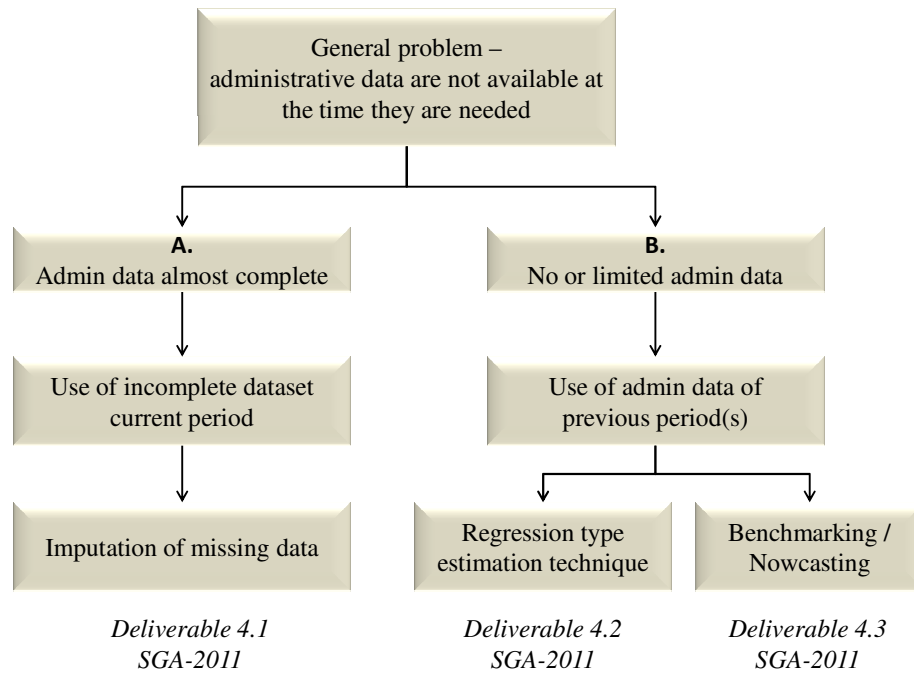 General problem –
administrative data are not available at
the time they are needed
A.
Admin data almost complete
B.
No or limited admin data
Use of incomplete dataset
current period
Use of admin data of
previous period(s)
Imputation of missing data
Regression type
estimation technique
Benchmarking /
Nowcasting
Deliverable 4.1
SGA-2011
Deliverable 4.2
SGA-2011
Deliverable 4.3
SGA-2011